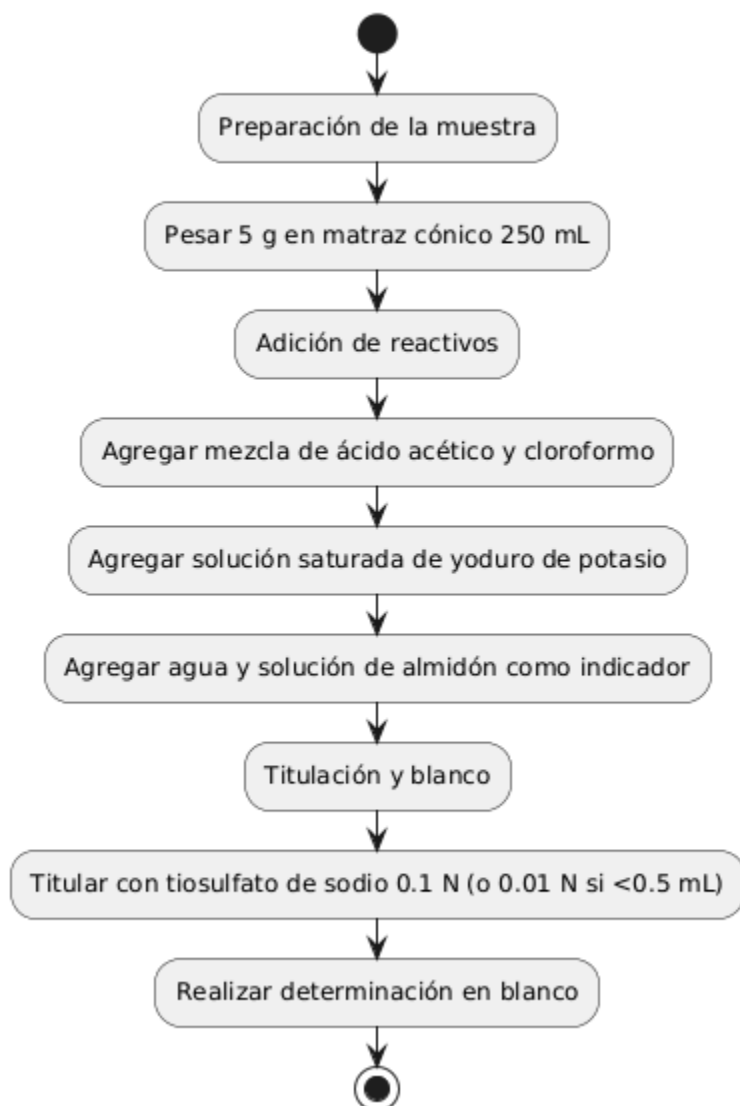 Preparación de la muestra
Pesar 5 g en matraz cónico 250 mL
Adición de reactivos
Agregar mezcla de ácido acético y cloroformo
Agregar solución saturada de yoduro de potasio
Agregar agua y solución de almidón como indicador
Titulación y blanco
Titular con tiosulfato de sodio 0.1 N (o 0.01 N si <0.5 mL)
Realizar determinación en blanco